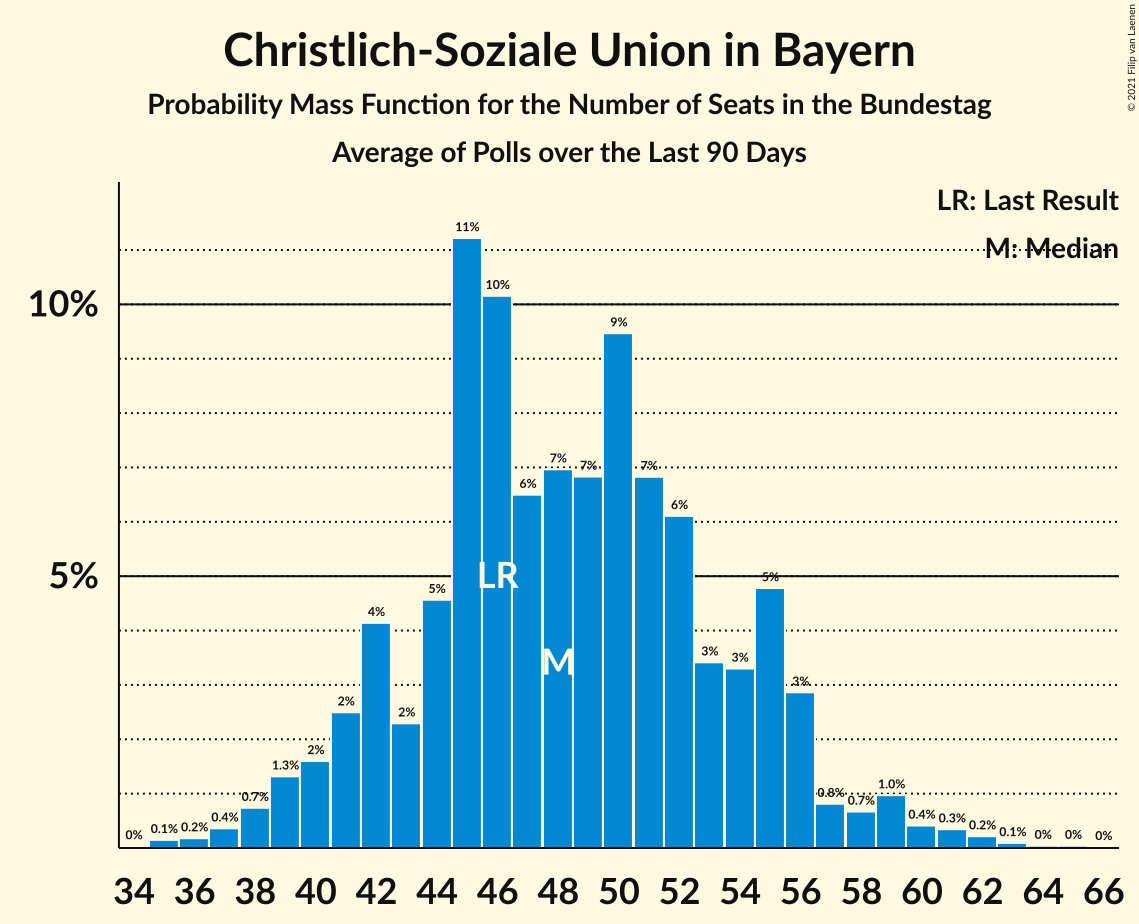 Christlich-Soziale Union in Bayern
Probability Mass Function for the Number of Seats in the Bundestag
Average of Polls over the Last 90 Days
© 2021 Filip van Laenen
LR: Last Result
M: Median
10%
5%
0% 0.1% 0.2% 0.4% 0.7% 1.3% 2% 2% 4% 2% 5% 11% 10% 6% 7% 7% 9% 7% 6% 3% 3% 5% 3% 0.8% 0.7% 1.0% 0.4% 0.3% 0.2% 0.1% 0% 0% 0%
LR
M
34 36 38 40 42 44 46 48 50 52 54 56 58 60 62 64 66